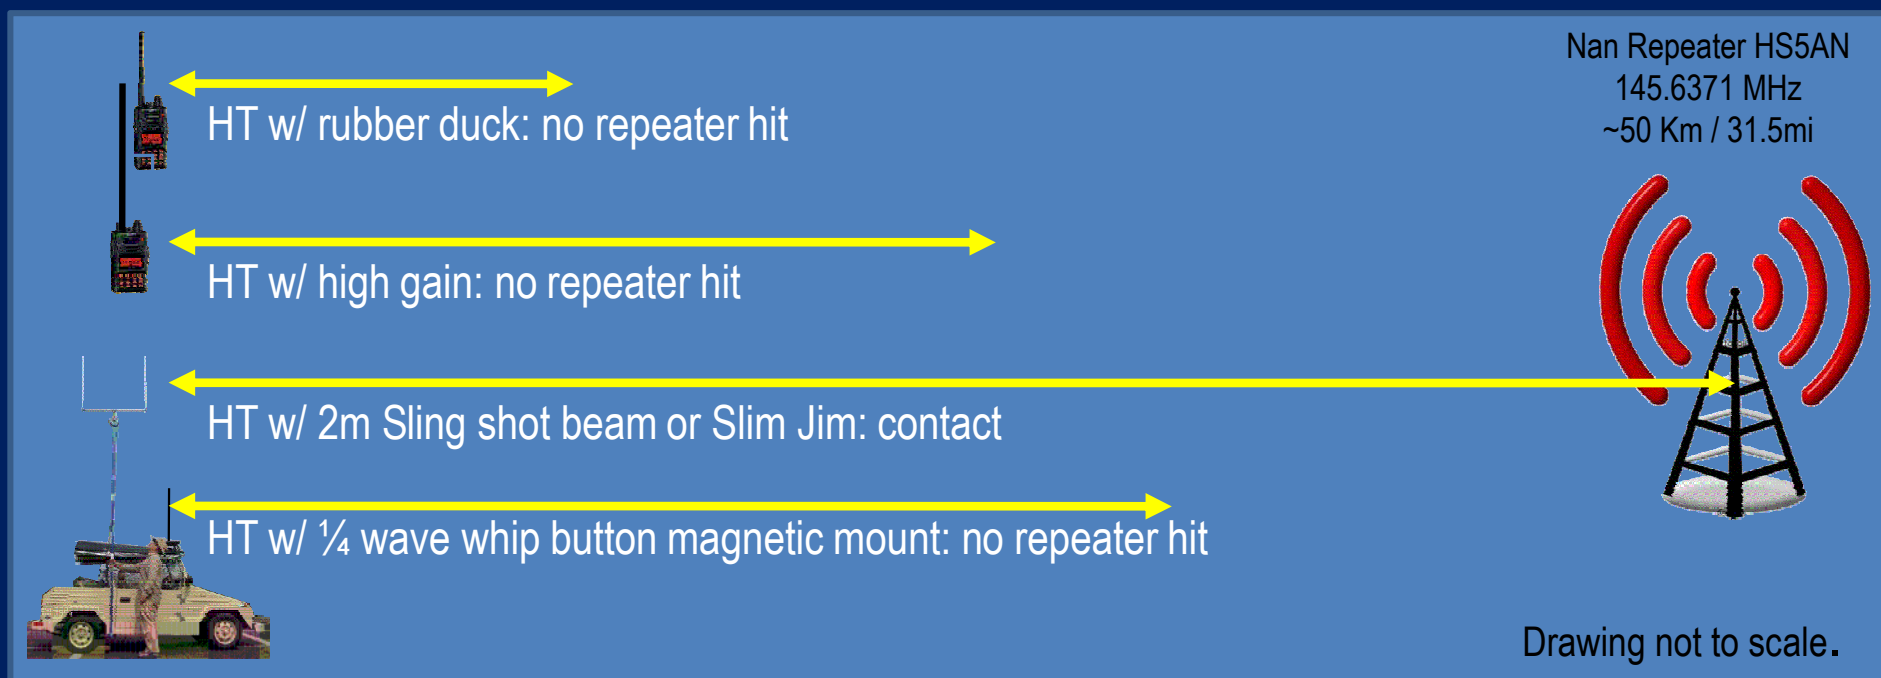 Nan Repeater HS5AN
145.6371 MHz
~50 Km / 31.5mi
HT w/ rubber duck: no repeater hit
HT w/ high gain: no repeater hit
HT w/ 2m Sling shot beam or Slim Jim: contact
HT w/ ¼ wave whip button magnetic mount: no repeater hit
Drawing not to scale.